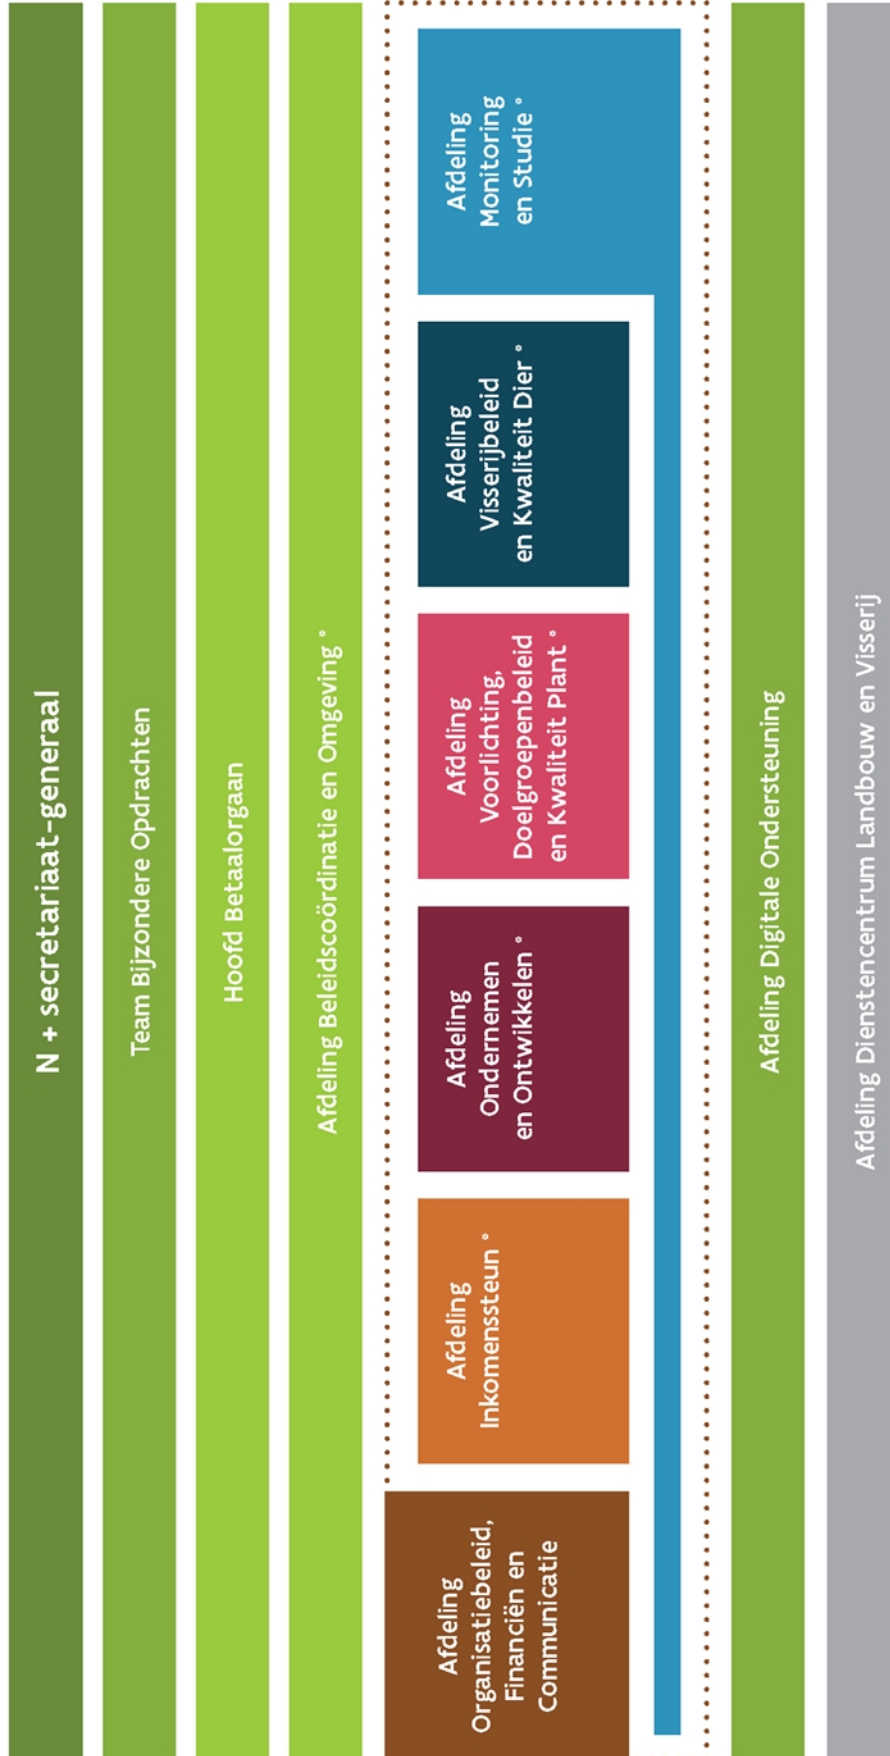 N + secretariaat-generaal
Team Bijzondere Opdrachten
Hoofd Betaalorgaan
Afdeling Beleidscoördinatie en Omgeving °
Afdeling
Organisatiebeleid,
Financiën en
Communicatie
Afdeling
Inkomenssteun °
Afdeling
Ondernemen
en Ontwikkelen °
Afdeling
Voorlichting,
Doelgroepenbeleid
en Kwaliteit Plant °
Afdeling
Visserijbeleid
en Kwaliteit Dier °
Afdeling
Monitoring
en Studie °
Afdeling Digitale Ondersteuning
Afdeling Dienstencentrum Landbouw en Visserij